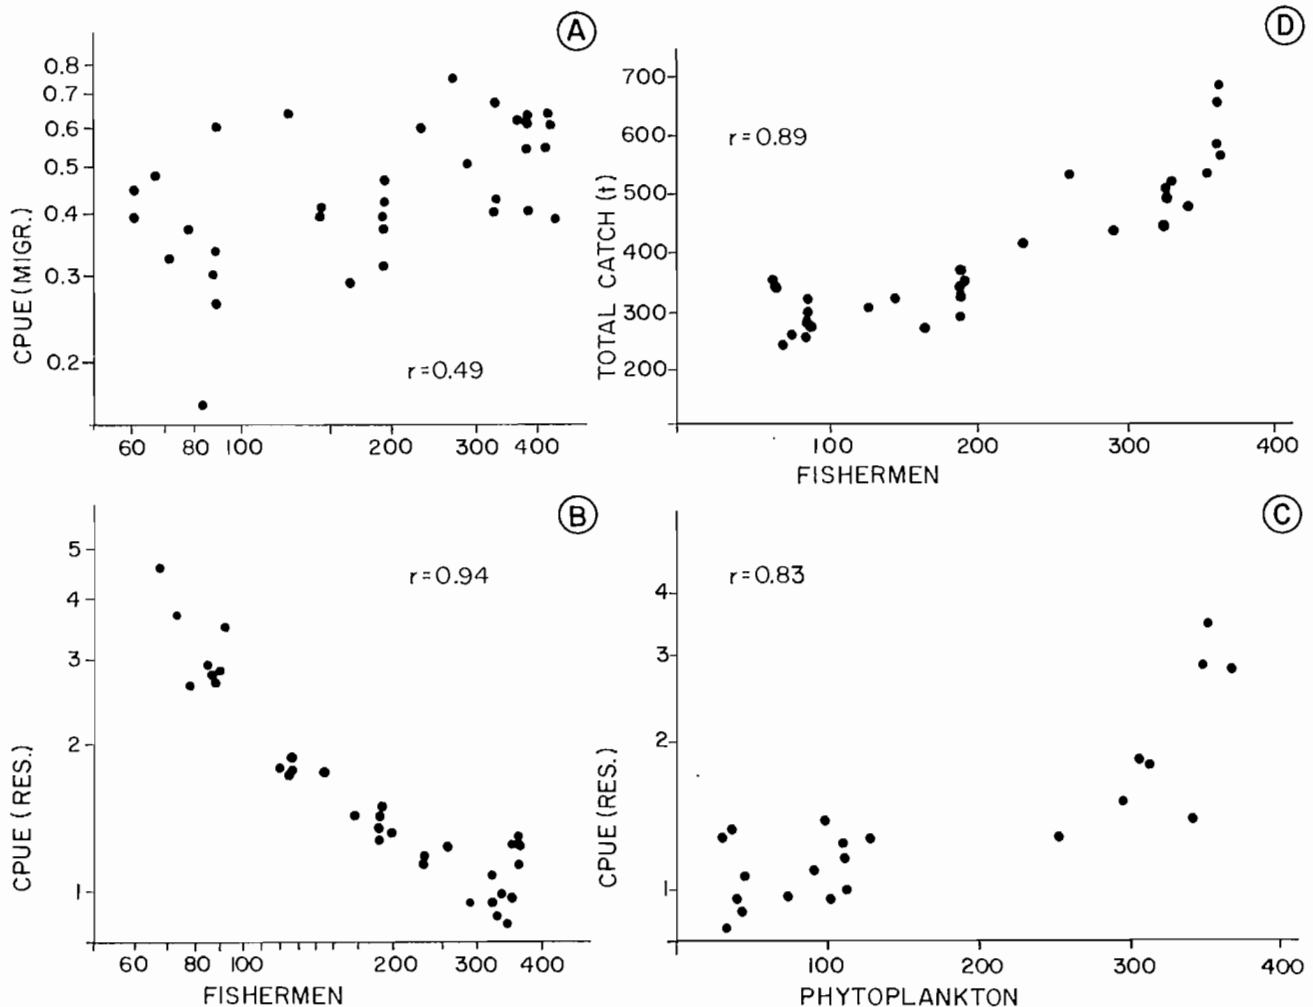 A
0.8
0.7
0.6
0.5
0.4
0.3
0.2
CPUE (MIGR.)
r=0.49
60 80 100 200 300 400
D
700
600
500
400
300
200
TOTAL CATCH (t)
r=0.89
100 200 300 400
FISHERMEN
B
5
4
3
2
1
CPUE (RES.)
r=0.94
60 80 100 200 300 400
FISHERMEN
C
4
3
2
1
CPUE (RES.)
r=0.83
100 200 300 400
PHYTOPLANKTON